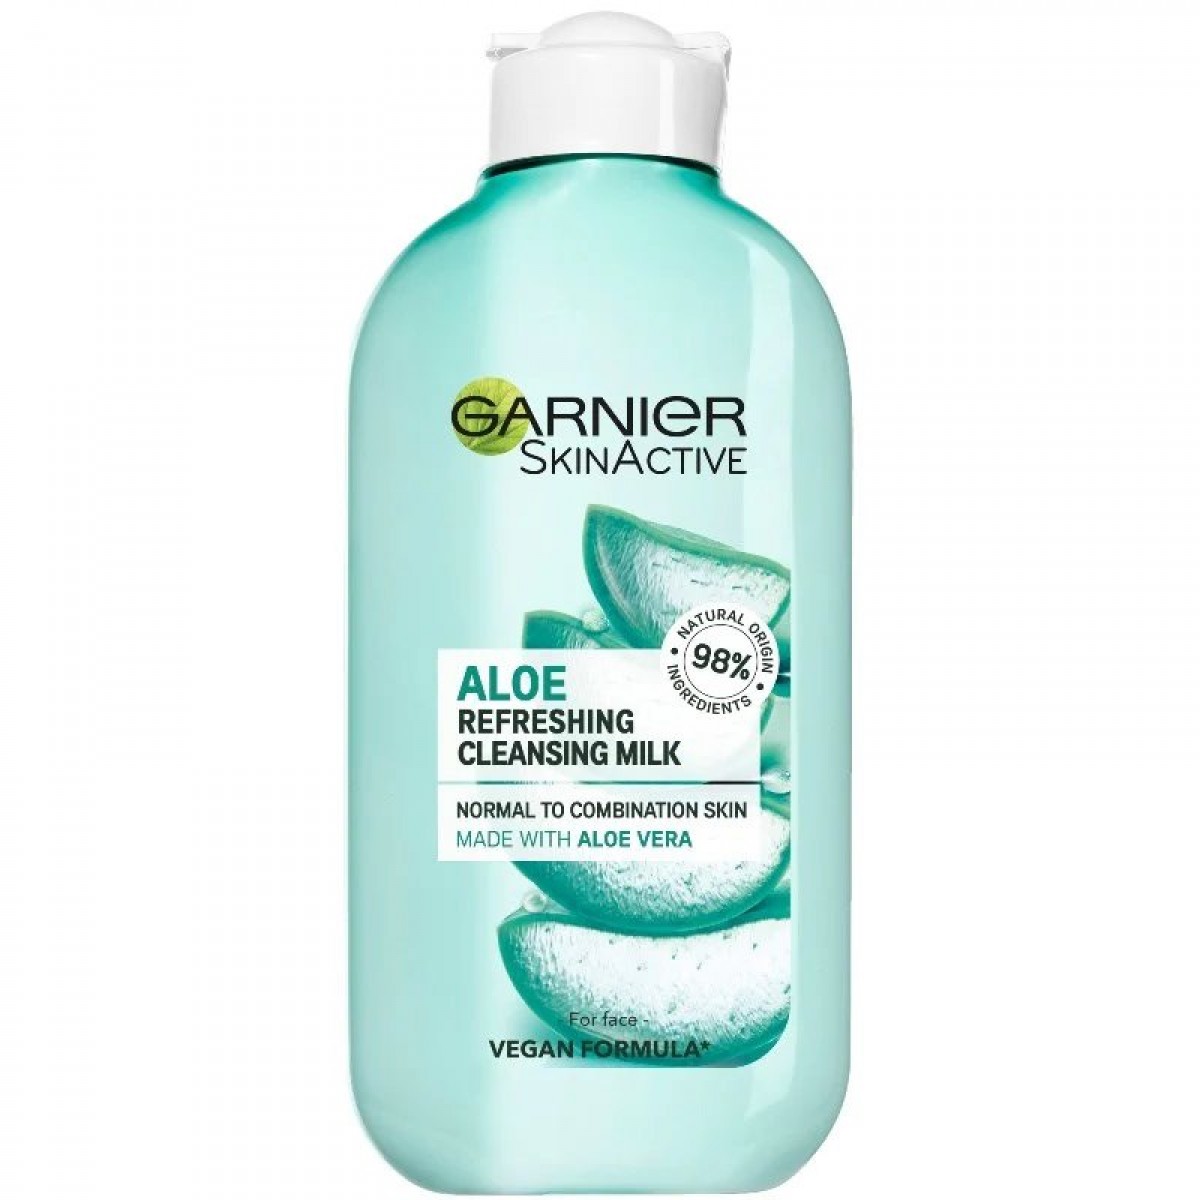 GARNIER
SKINACTIVE
NATURAL ORIGIN
98%
INGREDIENTS
ALOE
REFRESHING
CLEANSING MILK
NORMAL TO COMBINATION SKIN
MADE WITH ALOE VERA
- For face -
VEGAN FORMULA*